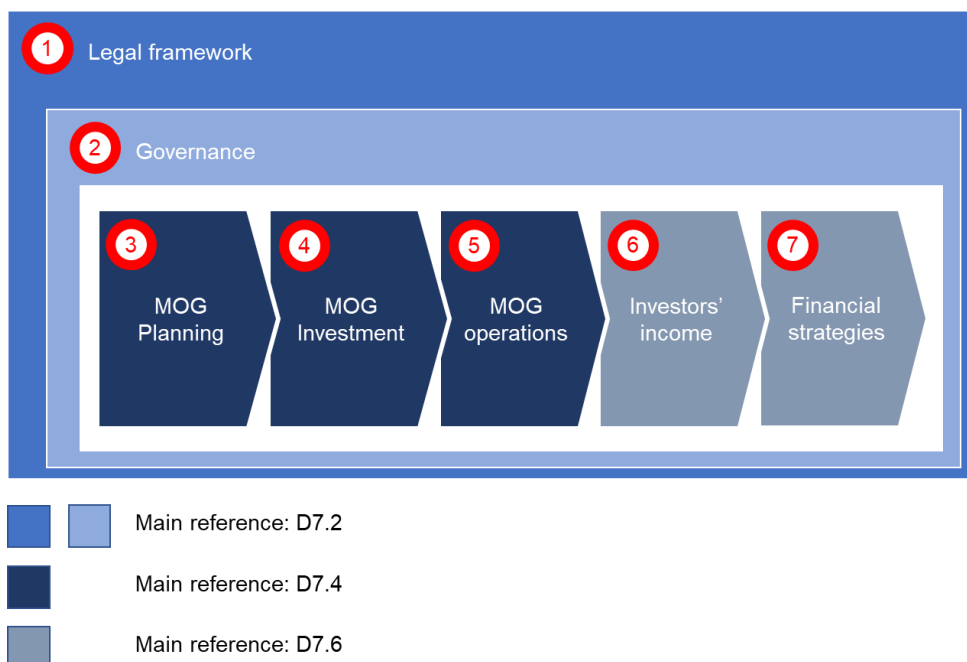 1
Legal framework
2
Governance
3
MOG
Planning
4
MOG
Investment
5
MOG
operations
6
Investors’
income
7
Financial
strategies
Main reference: D7.2
Main reference: D7.4
Main reference: D7.6